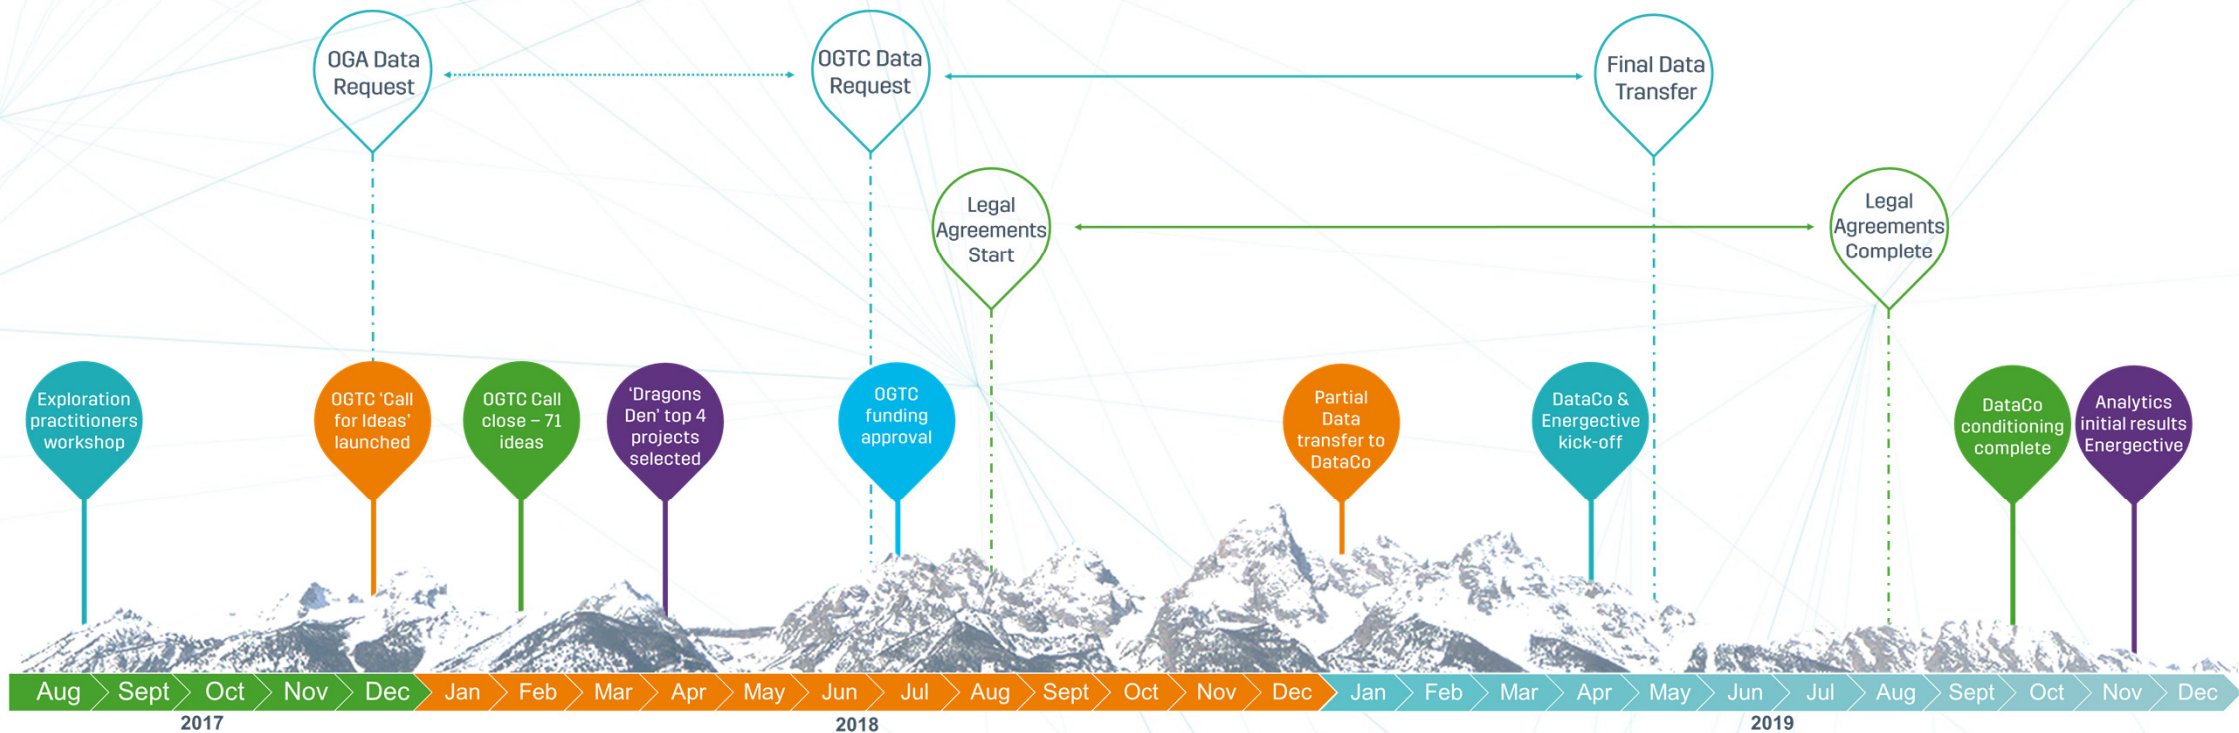 OGA Data
Request
OGTC Data
Request
Final Data
Transfer
Legal
Agreements
Start
Legal
Agreements
Complete
Exploration
practitioners
workshop
OGTC ‘Call
for Ideas’
launched
OGTC Call
close – 71
ideas
‘Dragons
Den’ top 4
projects
selected
OGTC
funding
approval
Partial
Data
transfer to
DataCo
DataCo &
Energective
kick-off
DataCo
conditioning
complete
Analytics
initial results
Energective
Aug Sept Oct Nov Dec Jan Feb Mar Apr May Jun Jul Aug Sept Oct Nov Dec Jan Feb Mar Apr May Jun Jul Aug Sept Oct Nov Dec
2017 2018 2019